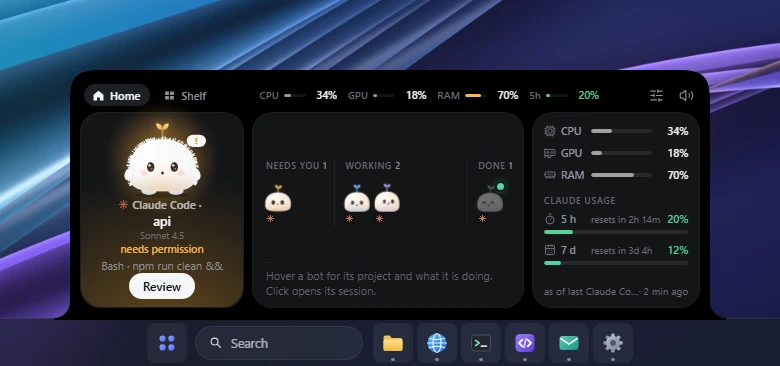 Home
Shelf
CPU 34% GPU 18% RAM 70% 5h 20%
!
Claude Code ·
api
Sonnet 4.5
needs permission
Bash · npm run clean &&
Review
NEEDS YOU 1
WORKING 2
DONE 1
Hover a bot for its project and what it is doing.
Click opens its session.
CPU 34%
GPU 18%
RAM 70%
CLAUDE USAGE
5 h resets in 2h 14m 20%
7 d resets in 3d 4h 12%
as of last Claude Co...· 2 min ago
Search